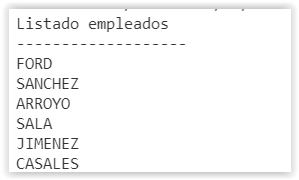 Listado empleados
-------------------
FORD
SANCHEZ
ARROYO
SALA
JIMENEZ
CASALES